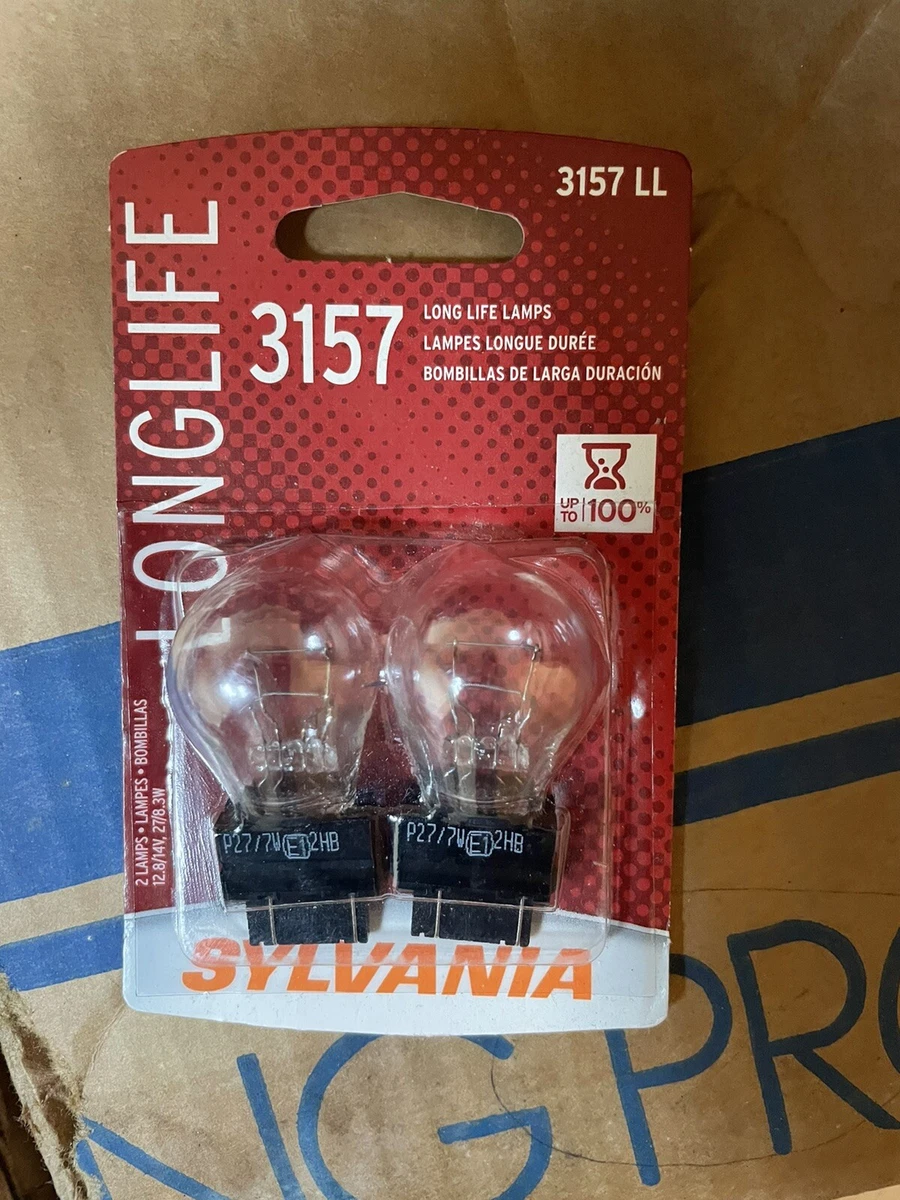 3157 LL
LONGLIFE
3157
LONG LIFE LAMPS
LAMPES LONGUE DURÉE
BOMBILLAS DE LARGA DURACIÓN
UP TO 100%
2 LAMPS • LAMPES • BOMBILLAS
12.8/14V, 27/8.3W
P27/7W E1 2HB
P27/7W E1 2HB
SYLVANIA